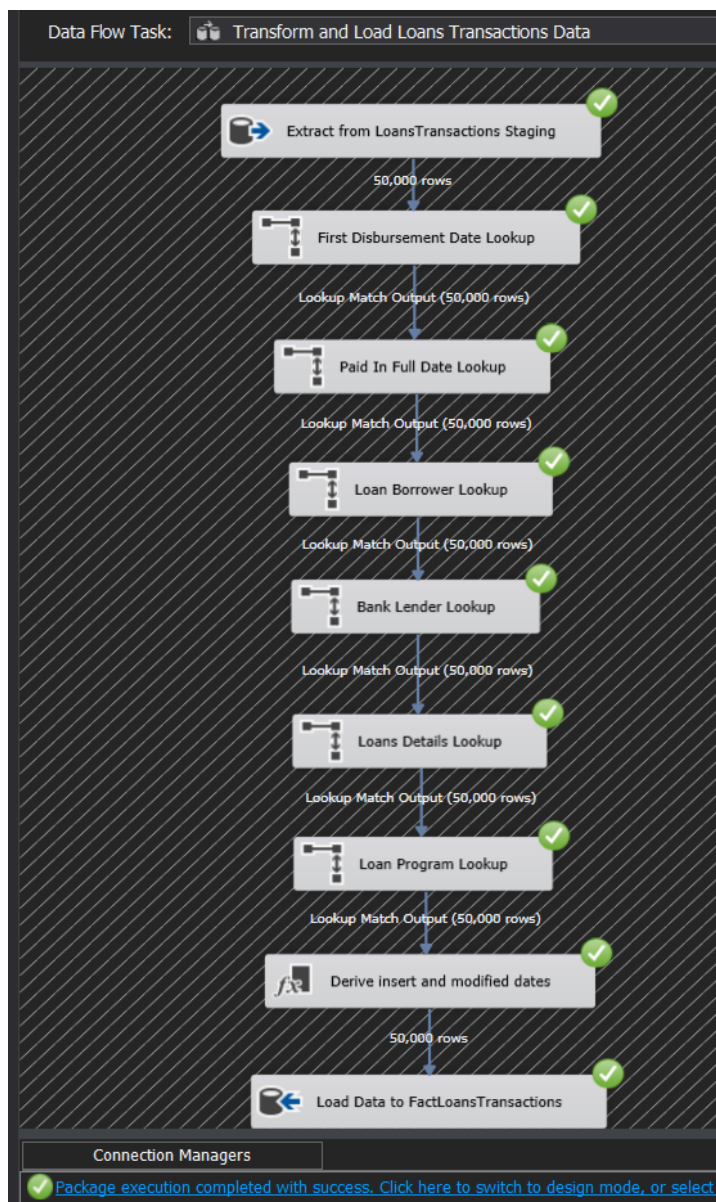 Data Flow Task: Transform and Load Loans Transactions Data
Extract from LoansTransactions Staging
50,000 rows
First Disbursement Date Lookup
Lookup Match Output (50,000 rows)
Paid In Full Date Lookup
Lookup Match Output (50,000 rows)
Loan Borrower Lookup
Lookup Match Output (50,000 rows)
Bank Lender Lookup
Lookup Match Output (50,000 rows)
Loans Details Lookup
Lookup Match Output (50,000 rows)
Loan Program Lookup
Lookup Match Output (50,000 rows)
fx Derive insert and modified dates
50,000 rows
Load Data to FactLoansTransactions
Connection Managers
Package execution completed with success. Click here to switch to design mode, or select